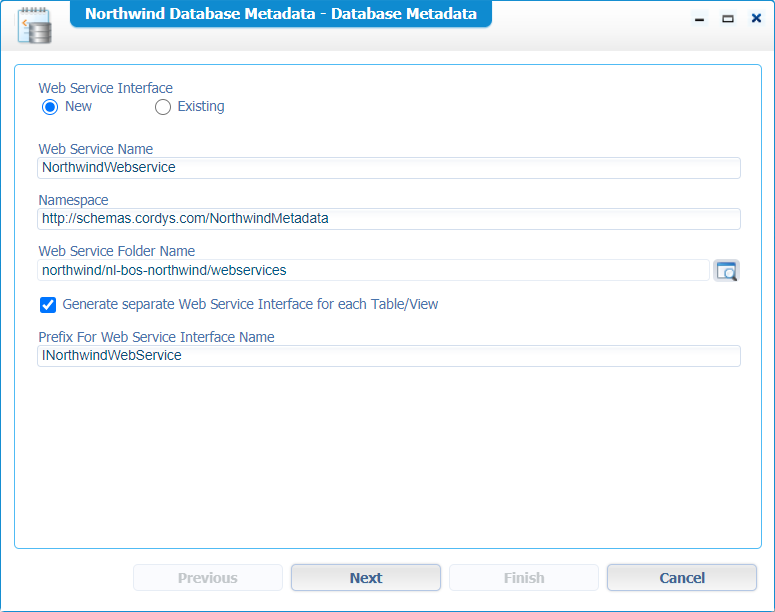 Northwind Database Metadata - Database Metadata
Web Service Interface
New Existing
Web Service Name
NorthwindWebservice
Namespace
http://schemas.cordys.com/NorthwindMetadata
Web Service Folder Name
northwind/nl-bos-northwind/webservices
Generate separate Web Service Interface for each Table/View
Prefix For Web Service Interface Name
INorthwindWebService
Previous Next Finish Cancel